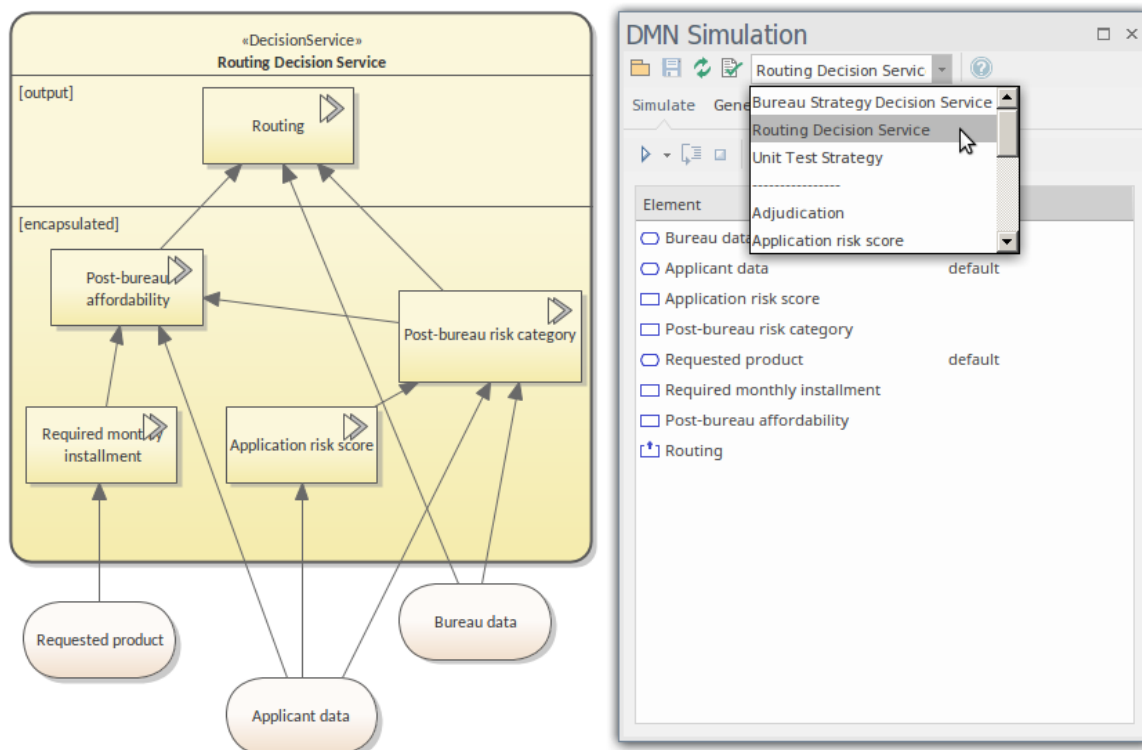 «DecisionService»
Routing Decision Service
[output]
Routing
[encapsulated]
Post-bureau
affordability
Post-bureau risk category
Required monthly
installment
Application risk score
Requested product
Bureau data
Applicant data
DMN Simulation
Routing Decision Servic
Simulate Gene
Bureau Strategy Decision Service
Routing Decision Service
Unit Test Strategy
----------------
Adjudication
Application risk score
Element
Bureau data
Applicant data default
Application risk score
Post-bureau risk category
Requested product default
Required monthly installment
Post-bureau affordability
Routing